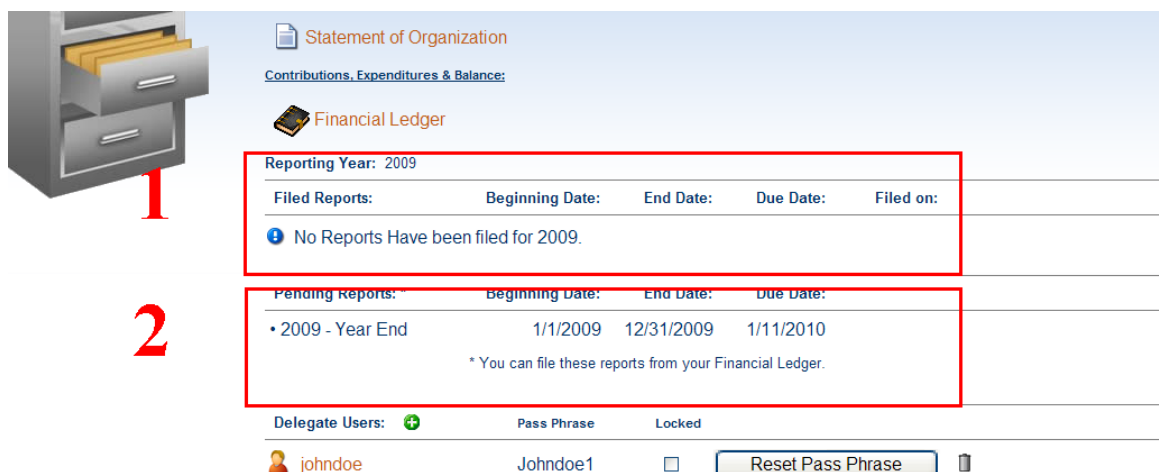 Statement of Organization
Contributions, Expenditures & Balance:
Financial Ledger
Reporting Year: 2009
1
Filed Reports: Beginning Date: End Date: Due Date: Filed on:
No Reports Have been filed for 2009.
2
Pending Reports: * Beginning Date: End Date: Due Date:
• 2009 - Year End 1/1/2009 12/31/2009 1/11/2010
* You can file these reports from your Financial Ledger.
Delegate Users: Pass Phrase Locked
johndoe Johndoe1 Reset Pass Phrase